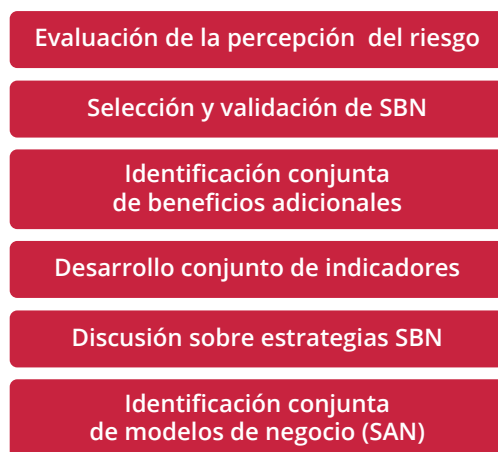 Evaluación de la percepción del riesgo
Selección y validación de SBN
Identificación conjunta
de beneficios adicionales
Desarrollo conjunto de indicadores
Discusión sobre estrategias SBN
Identificación conjunta
de modelos de negocio (SAN)